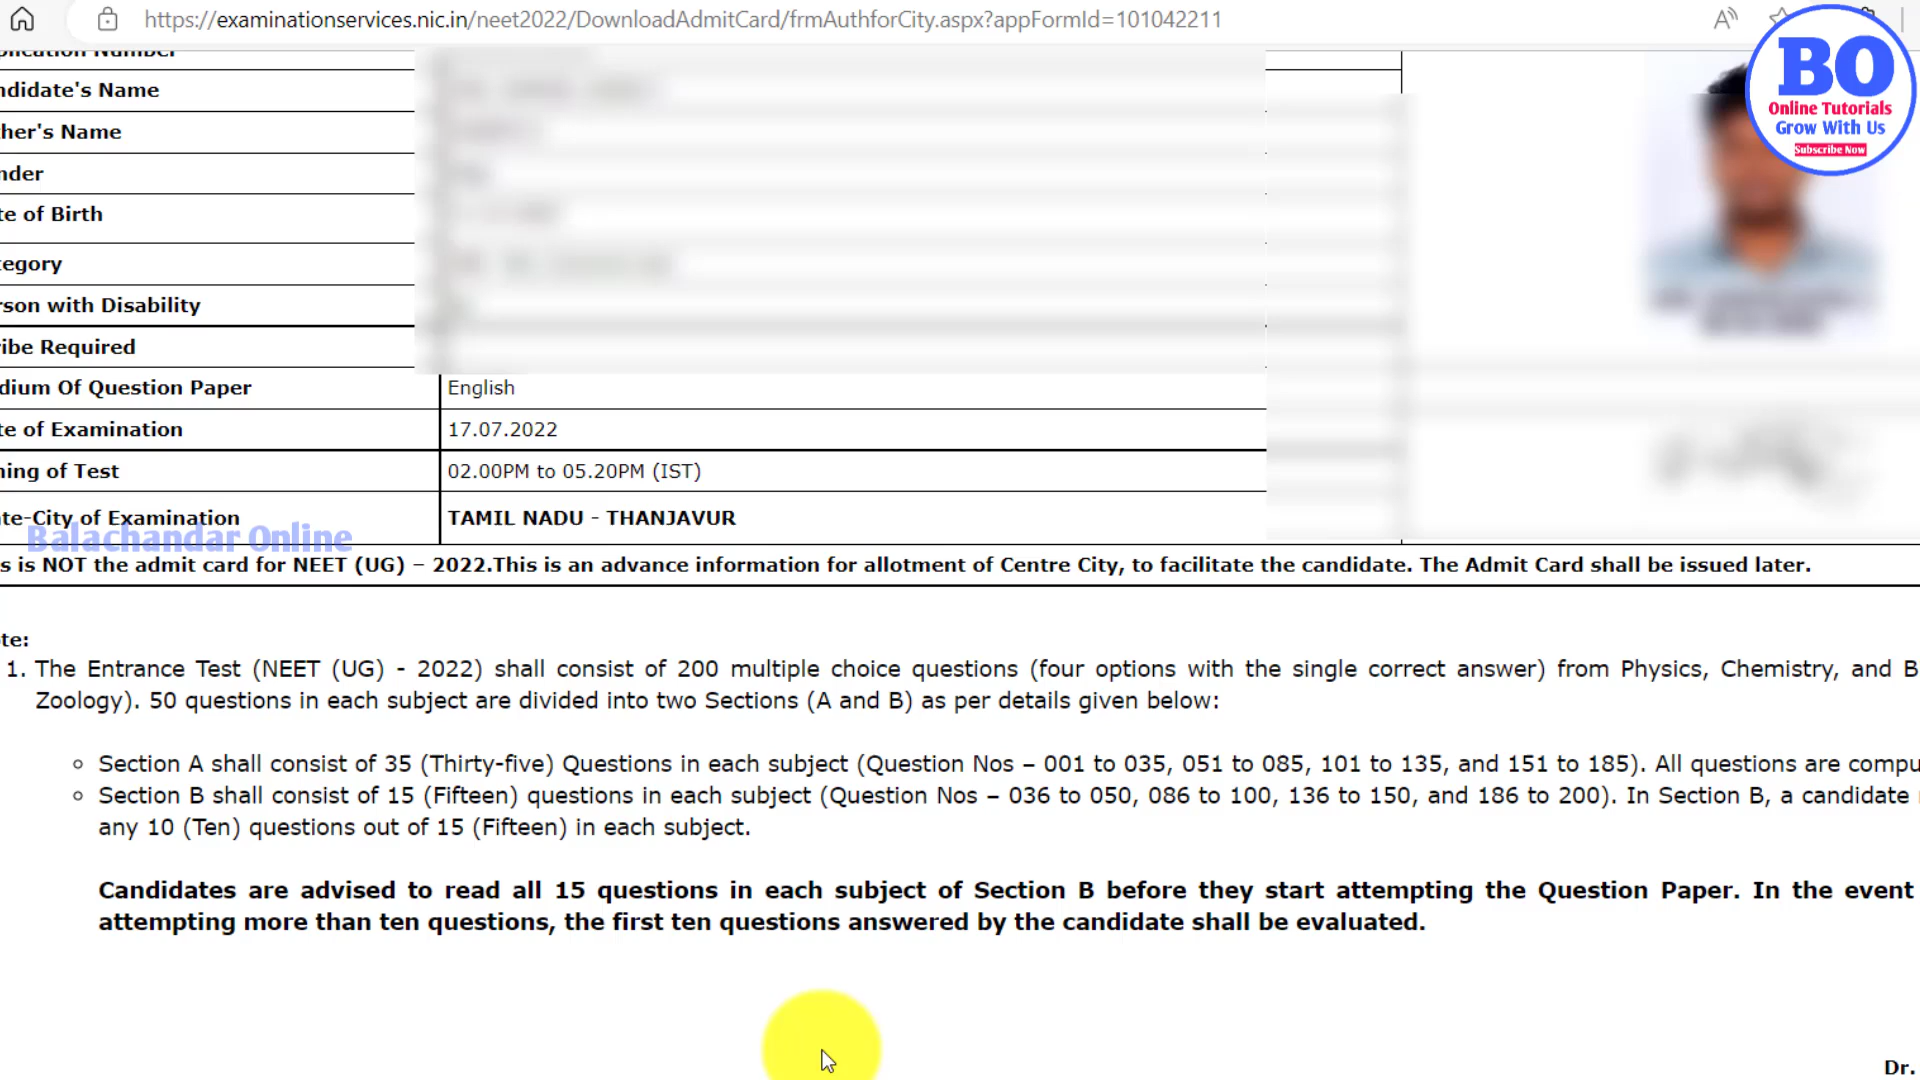 https://examinationservices.nic.in/neet2022/DownloadAdmitCard/frmAuthforCity.aspx?appFormId=101042211
BO
Online Tutorials
Grow With Us
Subscribe Now
plication Number
ndidate's Name
her's Name
nder
te of Birth
tegory
rson with Disability
ribe Required
dium Of Question Paper English
te of Examination 17.07.2022
ning of Test 02.00PM to 05.20PM (IST)
ate-City of Examination TAMIL NADU - THANJAVUR
Balachandar Online
s is NOT the admit card for NEET (UG) – 2022.This is an advance information for allotment of Centre City, to facilitate the candidate. The Admit Card shall be issued later.
te:
1. The Entrance Test (NEET (UG) - 2022) shall consist of 200 multiple choice questions (four options with the single correct answer) from Physics, Chemistry, and B
Zoology). 50 questions in each subject are divided into two Sections (A and B) as per details given below:
Section A shall consist of 35 (Thirty-five) Questions in each subject (Question Nos – 001 to 035, 051 to 085, 101 to 135, and 151 to 185). All questions are compu
Section B shall consist of 15 (Fifteen) questions in each subject (Question Nos – 036 to 050, 086 to 100, 136 to 150, and 186 to 200). In Section B, a candidate
any 10 (Ten) questions out of 15 (Fifteen) in each subject.
Candidates are advised to read all 15 questions in each subject of Section B before they start attempting the Question Paper. In the event
attempting more than ten questions, the first ten questions answered by the candidate shall be evaluated.
Dr.